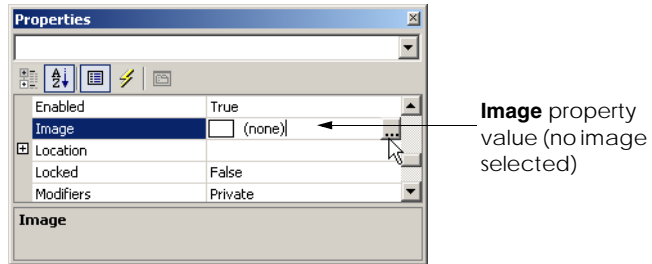 Properties
Enabled True
Image (none)
Location
Locked False
Modifiers Private
Image
Image property
value (no image
selected)